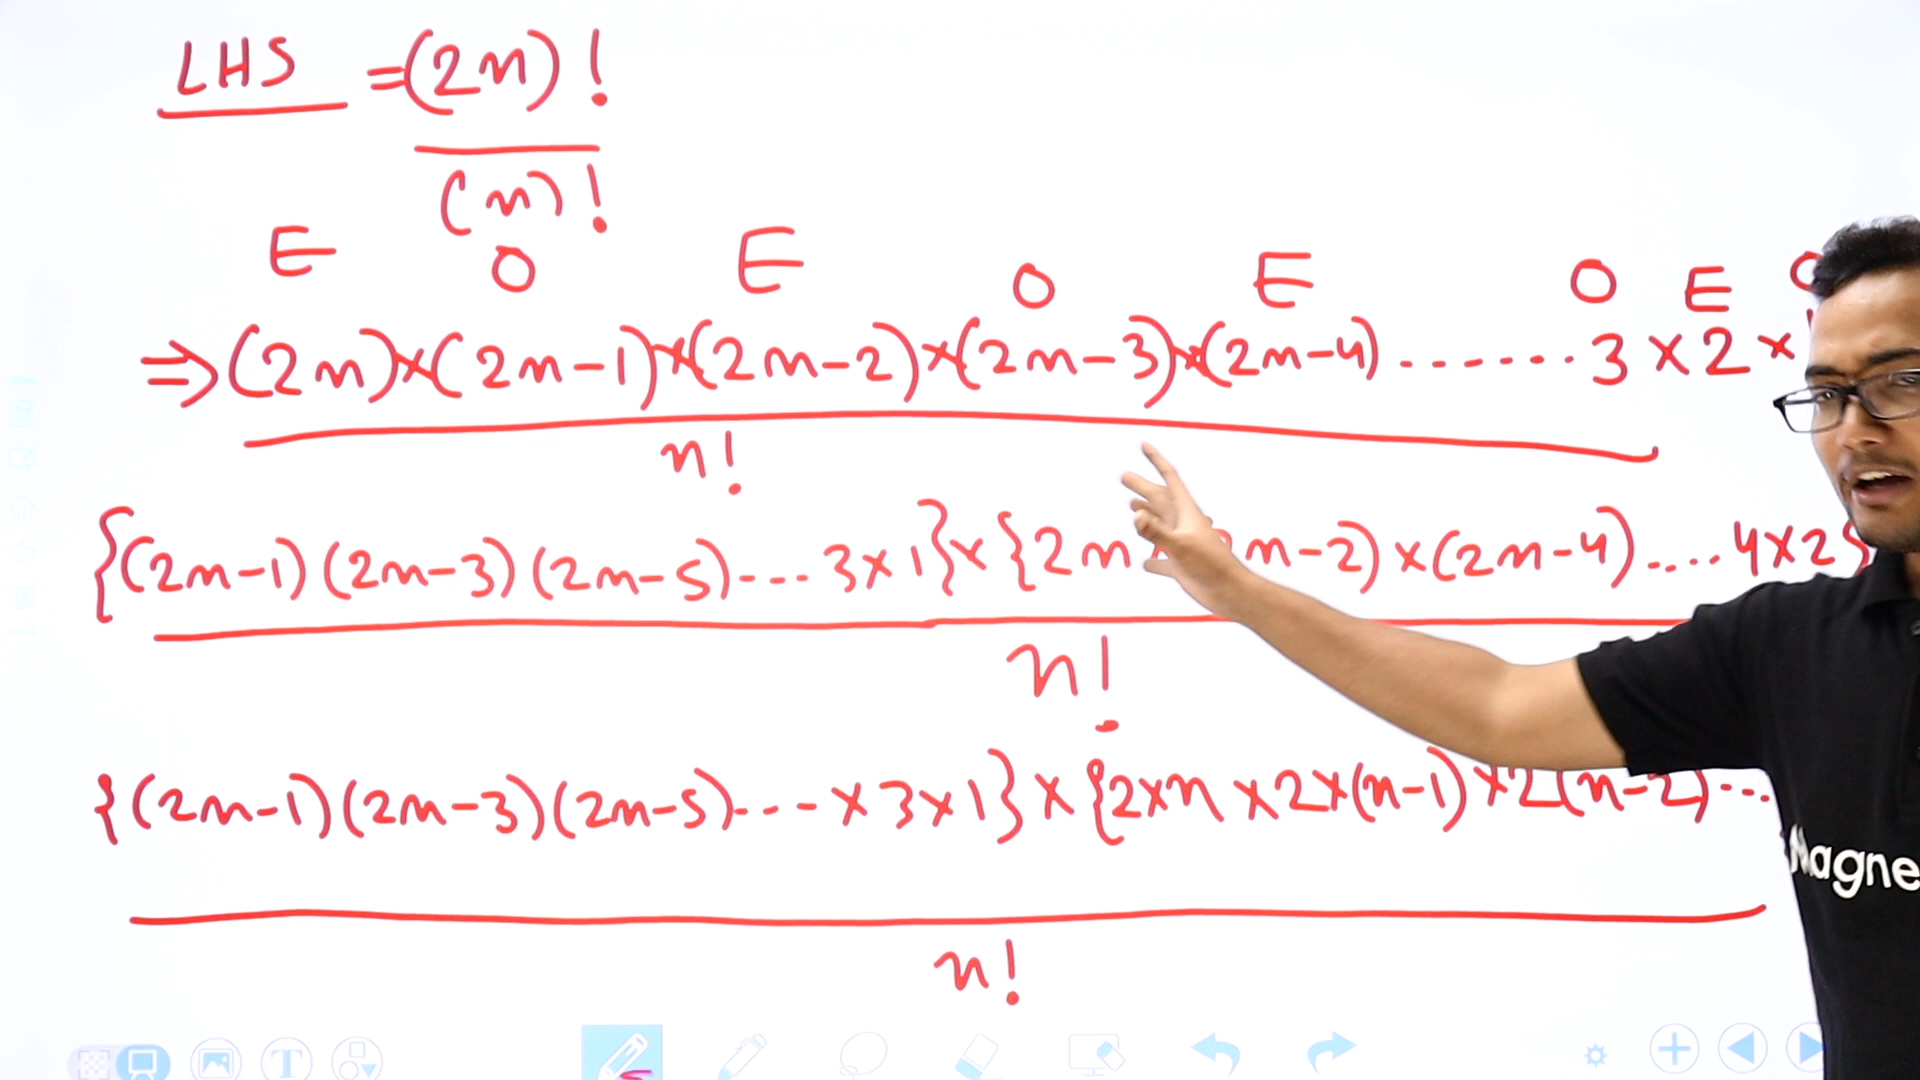 LHS = (2n)!
(n)!
E O E O E O E
⇒ (2n)×(2n-1)×(2n-2)×(2n-3)×(2n-4).......3×2×
n!
{(2n-1)(2n-3)(2n-5)---3×1}×{2n n-2)×(2n-4)....4×2}
n!
{(2n-1)(2n-3)(2n-5)---×3×1}×{2×n×2×(n-1)×2(n-2)...
n!
Magne
T